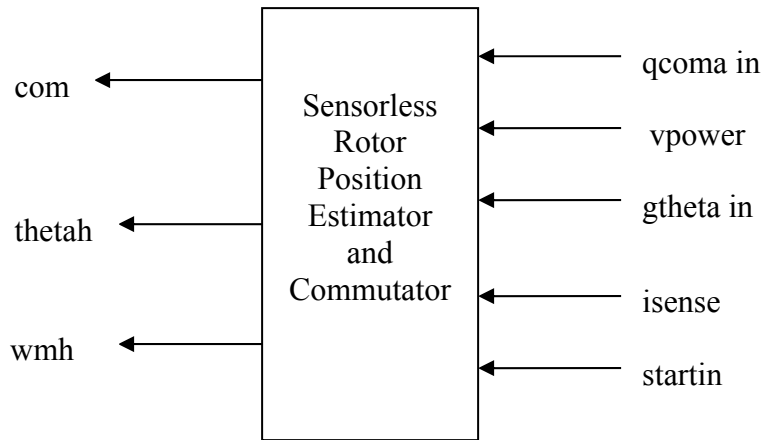 com
thetah
wmh
Sensorless
Rotor
Position
Estimator
and
Commutator
qcoma in
vpower
gtheta in
isense
startin